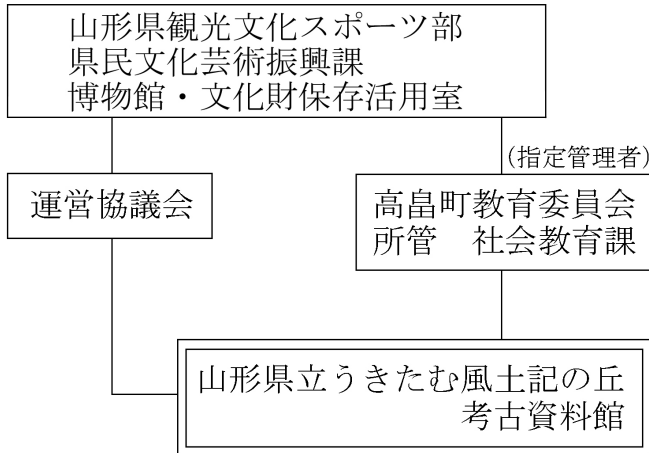 山形県観光文化スポーツ部
県民文化芸術振興課
博物館・文化財保存活用室
(指定管理者)
運営協議会
高畠町教育委員会
所管　社会教育課
山形県立うきたむ風土記の丘
考古資料館